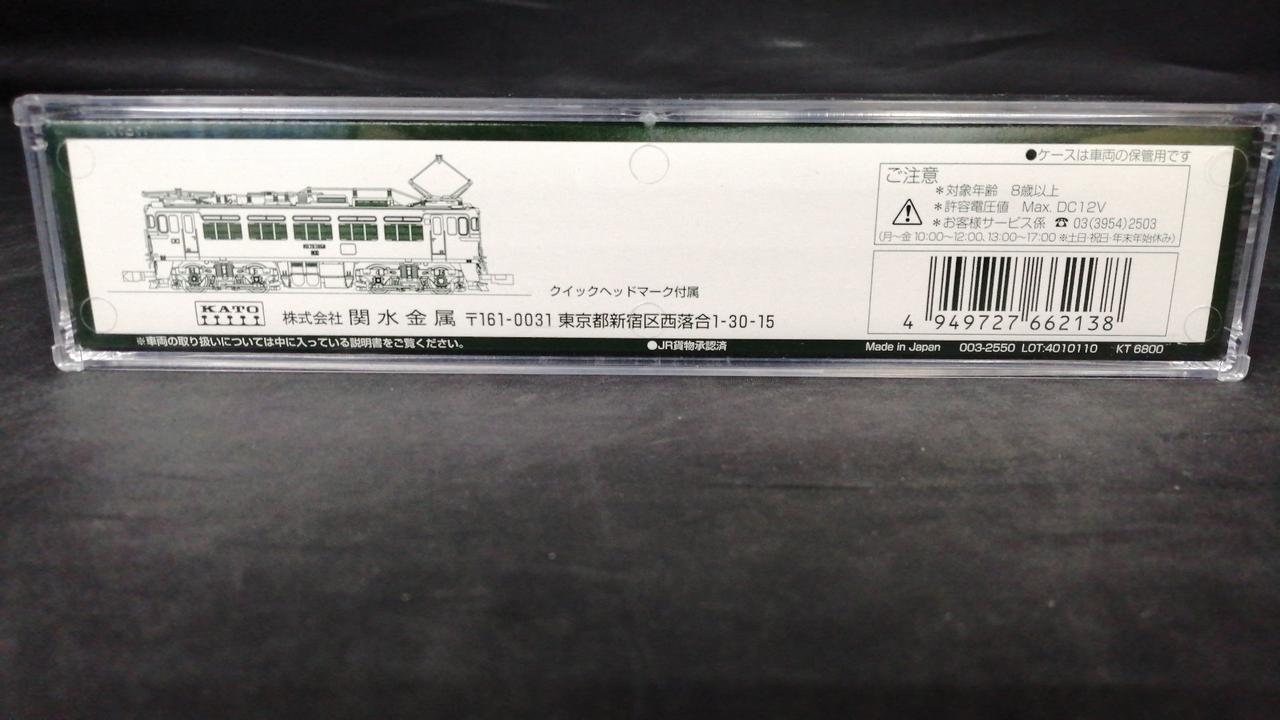 ●ケースは車両の保管用です
ご注意
＊対象年齢　8歳以上
＊許容電圧値　Max. DC12V
＊お客様サービス係 ☎ 03(3954)2503
(月〜金 10:00〜12:00、13:00〜17:00 ※土日・祝日・年末年始休み)
クイックヘッドマーク付属
KATO 株式会社 関水金属 〒161-0031 東京都新宿区西落合1-30-15
4 949727 662138
※車両の取り扱いについては中に入っている説明書をご覧ください。
●JR貨物承認済
Made in Japan 003-2550 LOT:4010110 KT 6800